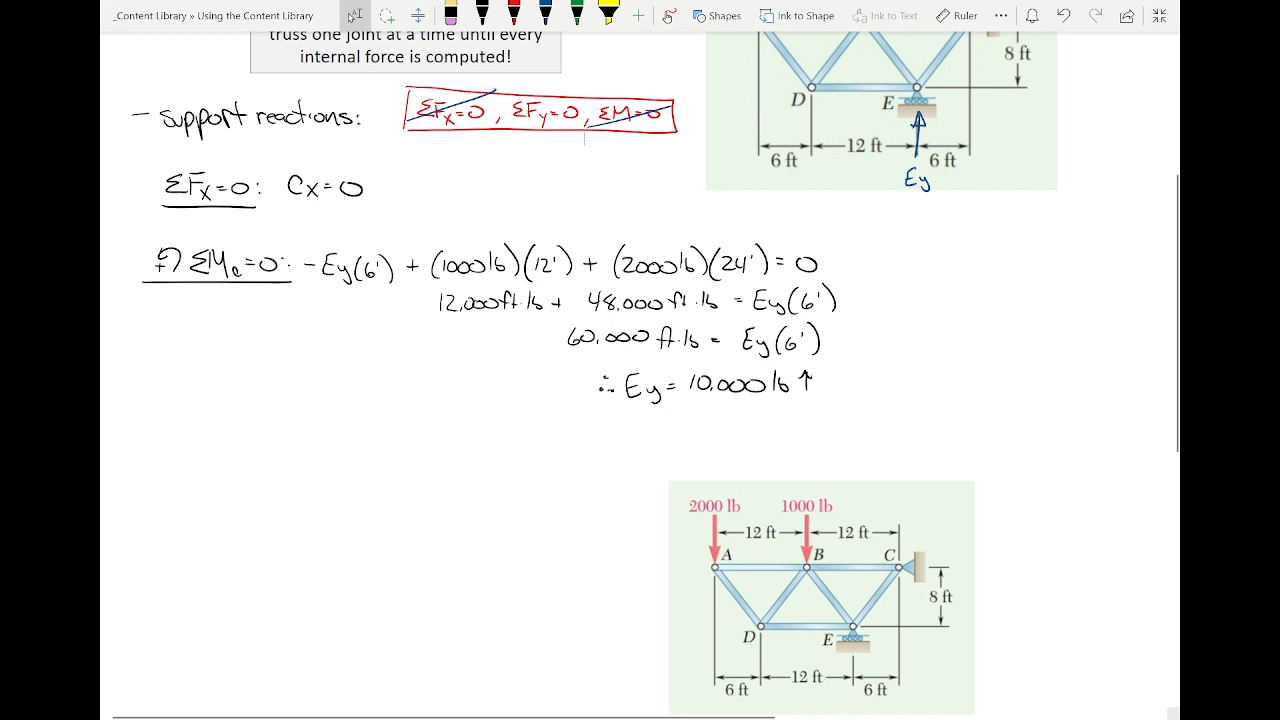 _Content Library » Using the Content Library
Shapes
Ink to Shape
Ink to Text
Ruler
truss one joint at a time until every
internal force is computed!
8 ft
D
E
12 ft
6 ft
6 ft
Ey
- support reactions:
ΣFx=0, ΣFy=0, ΣM=0
ΣFx=0: Cx=0
+ ΣMc=0: -Ey(6') + (1000lb)(12') + (2000lb)(24') = 0
12,000ft·lb + 48,000ft·lb = Ey(6')
60,000 ft·lb = Ey(6')
∴ Ey = 10,000lb ↑
2000 lb
1000 lb
12 ft
12 ft
A
B
C
8 ft
D
E
12 ft
6 ft
6 ft